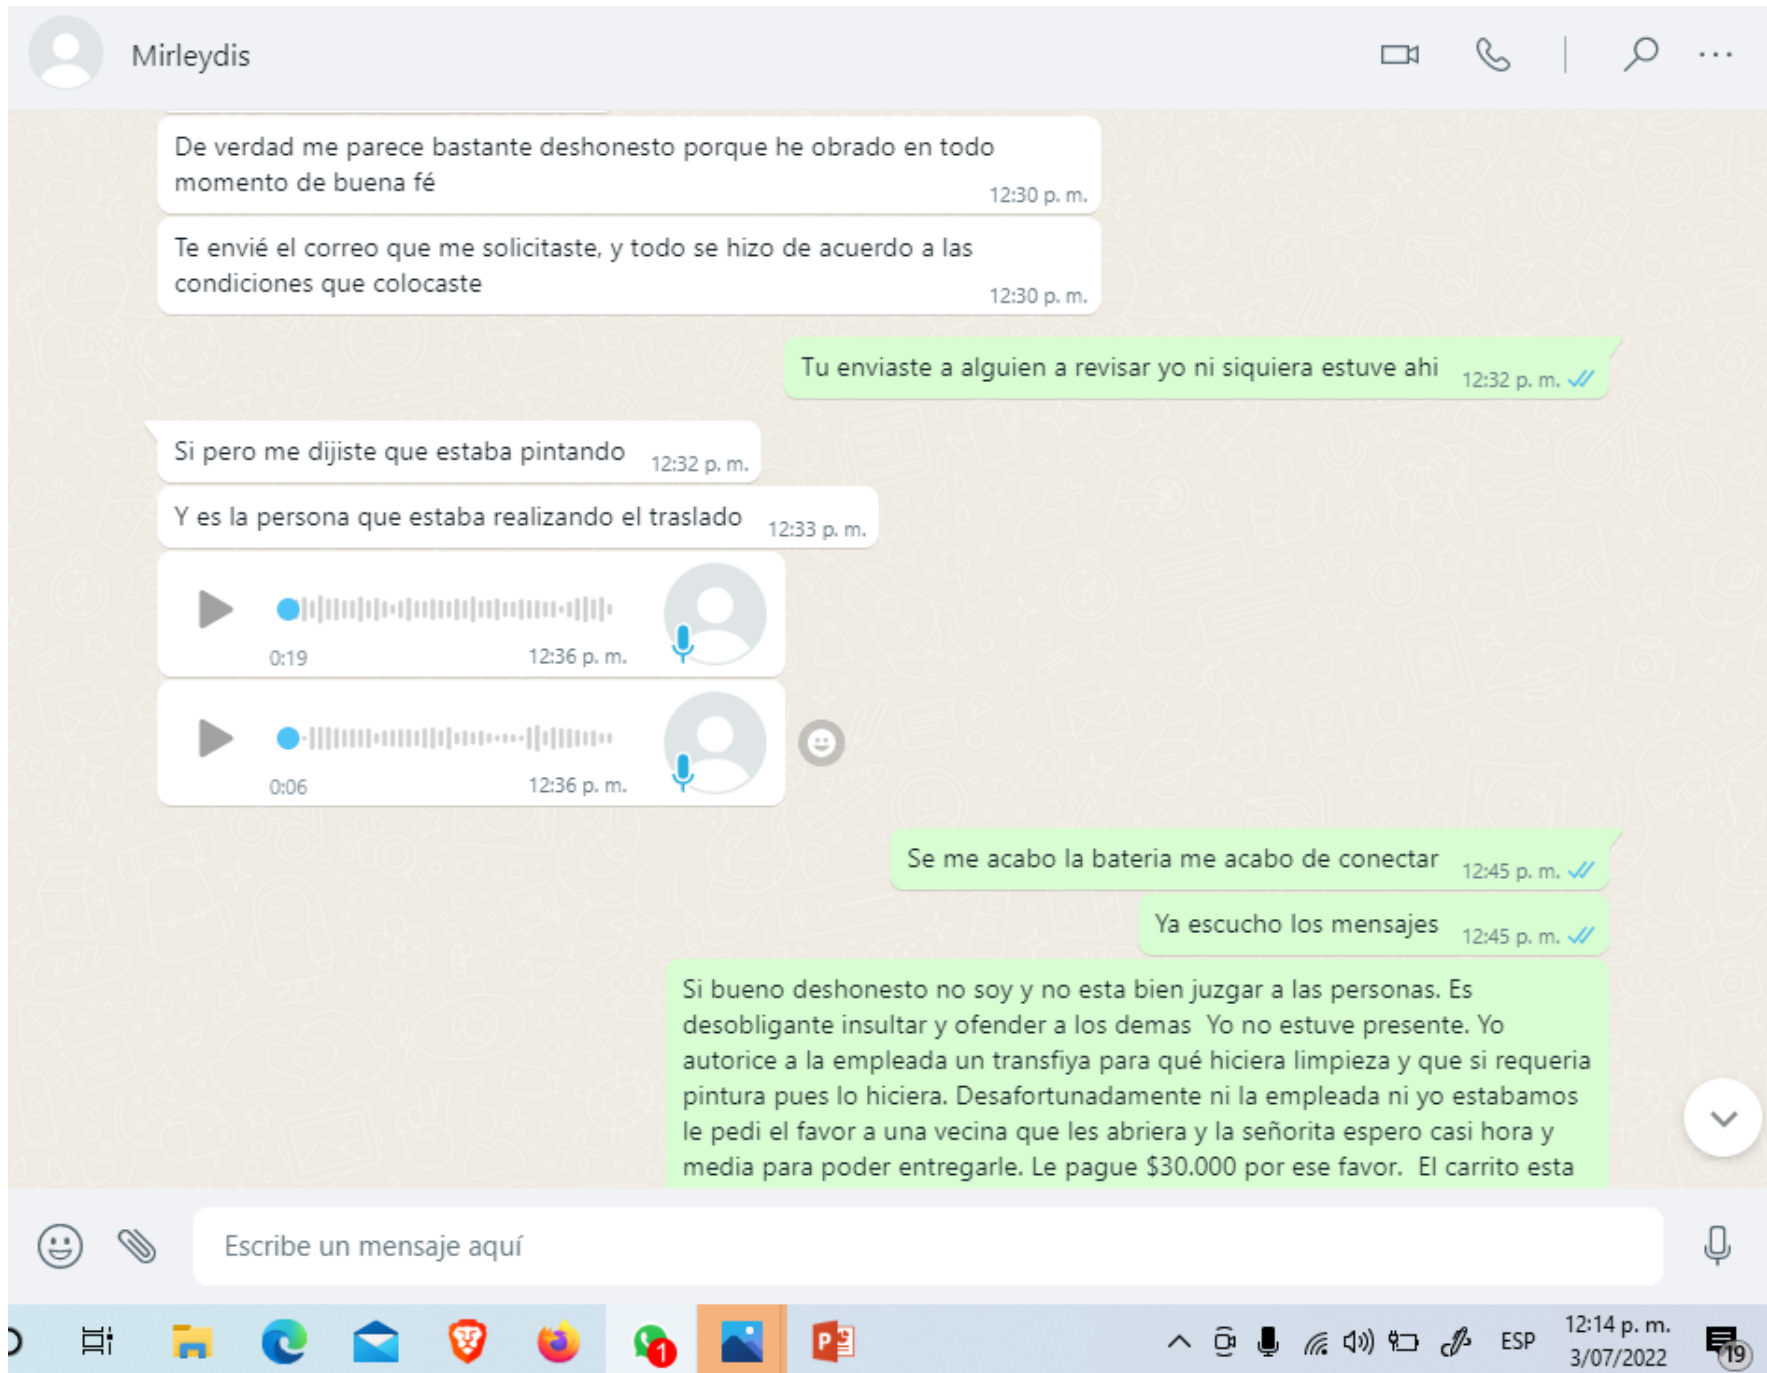 Mirleydis
De verdad me parece bastante deshonesto porque he obrado en todo
momento de buena fé
12:30 p. m.
Te envié el correo que me solicitaste, y todo se hizo de acuerdo a las
condiciones que colocaste
12:30 p. m.
Tu enviaste a alguien a revisar yo ni siquiera estuve ahi 12:32 p. m.
Si pero me dijiste que estaba pintando 12:32 p. m.
Y es la persona que estaba realizando el traslado 12:33 p. m.
0:19 12:36 p. m.
0:06 12:36 p. m.
Se me acabo la bateria me acabo de conectar 12:45 p. m.
Ya escucho los mensajes 12:45 p. m.
Si bueno deshonesto no soy y no esta bien juzgar a las personas. Es
desobligante insultar y ofender a los demas  Yo no estuve presente. Yo
autorice a la empleada un transfiya para qué hiciera limpieza y que si requeria
pintura pues lo hiciera. Desafortunadamente ni la empleada ni yo estabamos
le pedi el favor a una vecina que les abriera y la señorita espero casi hora y
media para poder entregarle. Le pague $30.000 por ese favor.  El carrito esta
Escribe un mensaje aquí
1
P
ESP
12:14 p. m.
3/07/2022
19